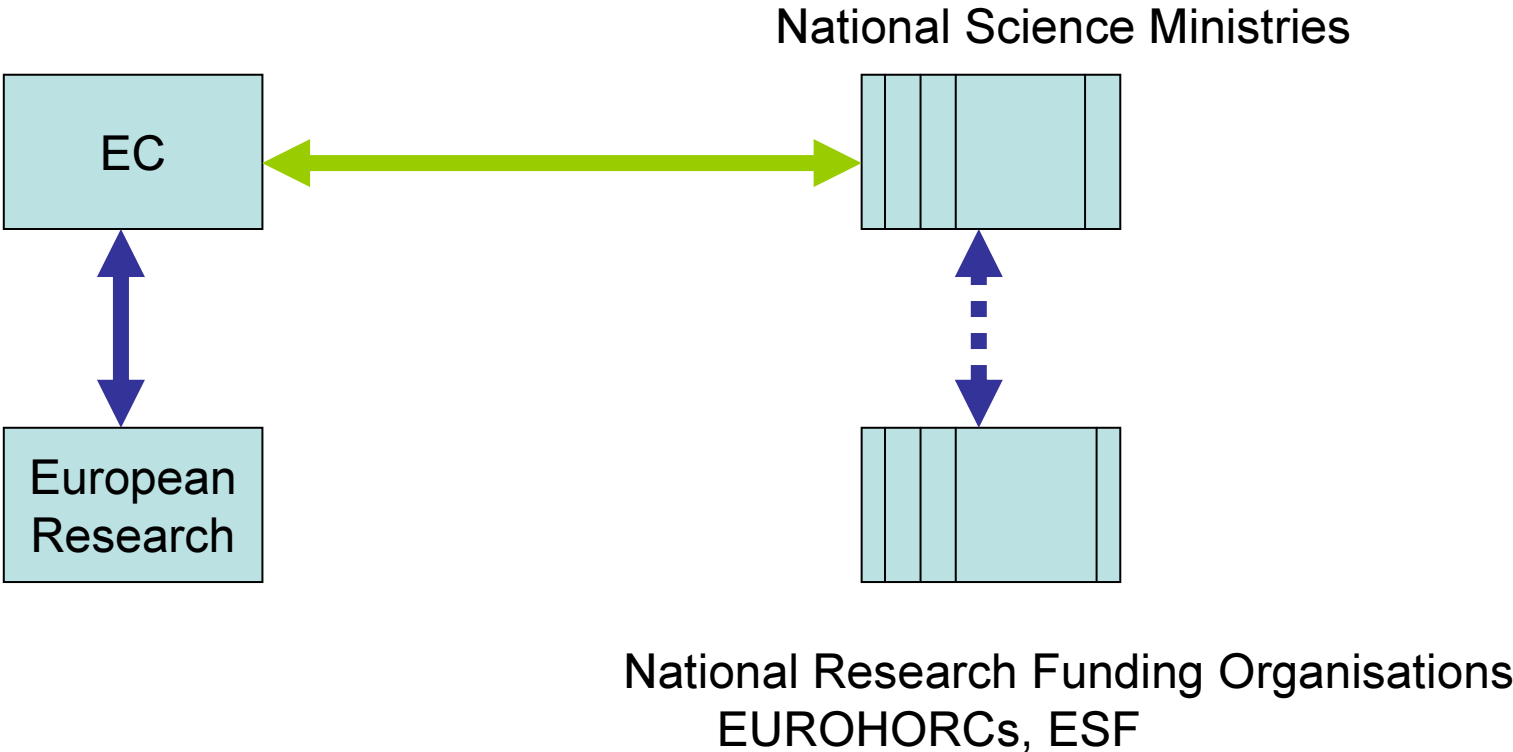 National Science Ministries
EC
European
Research
National Research Funding Organisations
EUROHORCs, ESF